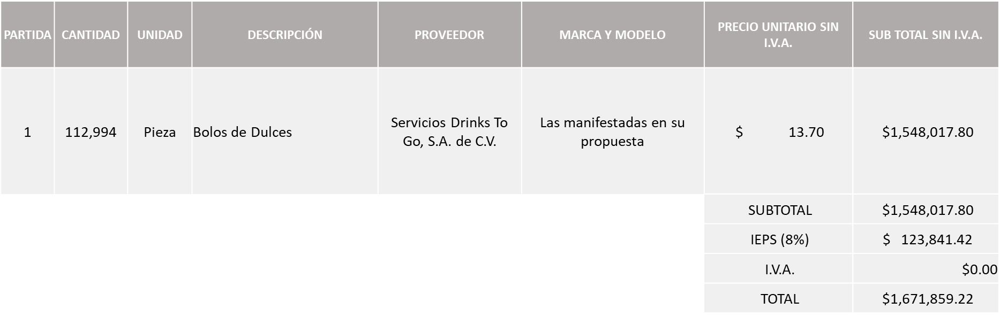 PARTIDA CANTIDAD UNIDAD DESCRIPCIÓN PROVEEDOR MARCA Y MODELO PRECIO UNITARIO SIN I.V.A. SUB TOTAL SIN I.V.A.
1 112,994 Pieza Bolos de Dulces Servicios Drinks To Go, S.A. de C.V. Las manifestadas en su propuesta $ 13.70 $1,548,017.80
SUBTOTAL $1,548,017.80
IEPS (8%) $ 123,841.42
I.V.A. $0.00
TOTAL $1,671,859.22